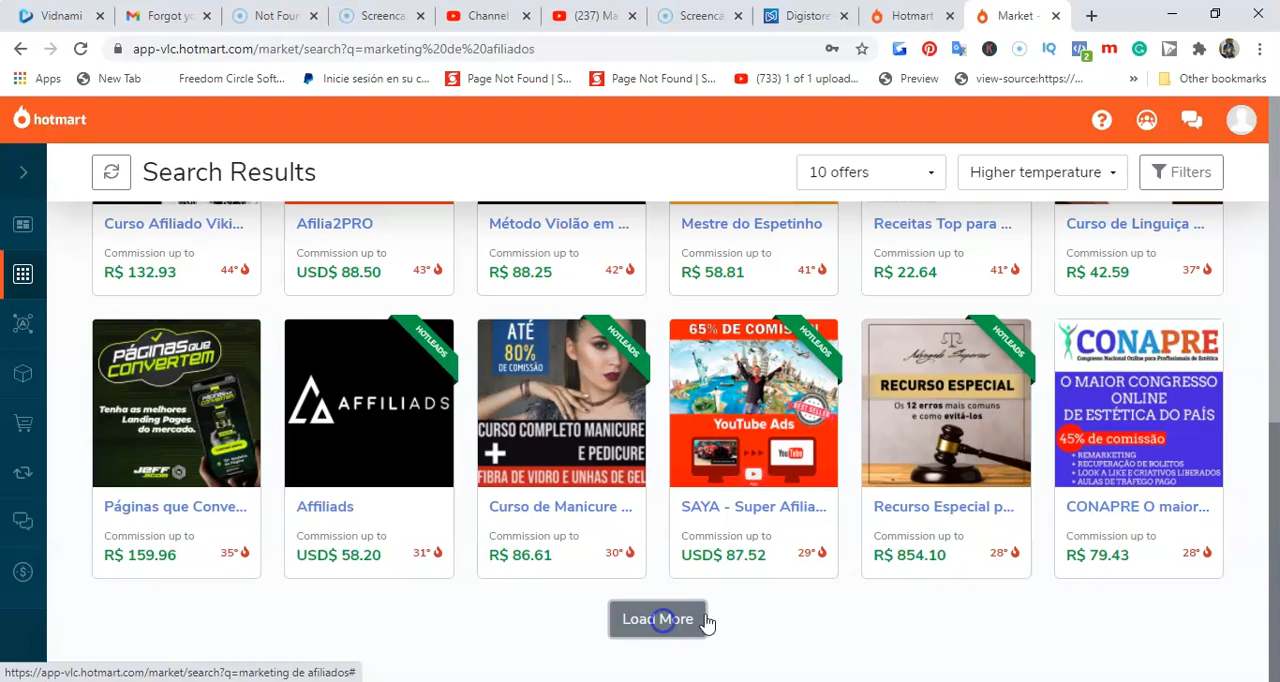 Vidnami
Forgot y
Not Foun
Screenca
Channel
(237) Ma
Screenca
Digistore
Hotmart
Market -
app-vlc.hotmart.com/market/search?q=marketing%20de%20afiliados
Apps
New Tab
Freedom Circle Soft...
Inicie sesión en su c...
Page Not Found | S...
Page Not Found | S...
(733) 1 of 1 upload...
Preview
view-source:https://...
»
Other bookmarks
hotmart
Search Results
10 offers
Higher temperature
Filters
Curso Afiliado Viki...
Commission up to
R$ 132.93
44°
Afilia2PRO
Commission up to
USD$ 88.50
43°
Método Violão em ...
Commission up to
R$ 88.25
42°
Mestre do Espetinho
Commission up to
R$ 58.81
41°
Receitas Top para ...
Commission up to
R$ 22.64
41°
Curso de Linguiça ...
Commission up to
R$ 42.59
37°
PÁGINAS QUE
CONVERTEM
Tenha as melhores
Landing Pages
do mercado.
Páginas que Conve...
Commission up to
R$ 159.96
35°
HOTLEADS
AFFILIADS
Affiliads
Commission up to
USD$ 58.20
31°
HOTLEADS
ATÉ
80%
DE COMISSÃO
CURSO COMPLETO MANICURE
+ E PEDICURE
FIBRA DE VIDRO E UNHAS DE GEL
Curso de Manicure ...
Commission up to
R$ 86.61
30°
65% DE COMISSION
HOTLEADS
BEST SELLER
YouTube Ads
YouTube
SAYA - Super Afilia...
Commission up to
USD$ 87.52
29°
HOTLEADS
RECURSO ESPECIAL
Os 12 erros mais comuns
e como evitá-los
Recurso Especial p...
Commission up to
R$ 854.10
28°
CONAPRE
Congresso Nacional Online para Profissionais de Estética
O MAIOR CONGRESSO
ONLINE
DE ESTÉTICA DO PAÍS
45% de comissão
+ REMARKETING
+ RECUPERAÇÃO DE BOLETOS
+ LOOK A LIKE E CRIATIVOS LIBERADOS
+ AULAS DE TRÁFEGO PAGO
CONAPRE O maior...
Commission up to
R$ 79.43
28°
Load More
https://app-vlc.hotmart.com/market/search?q=marketing de afiliados#